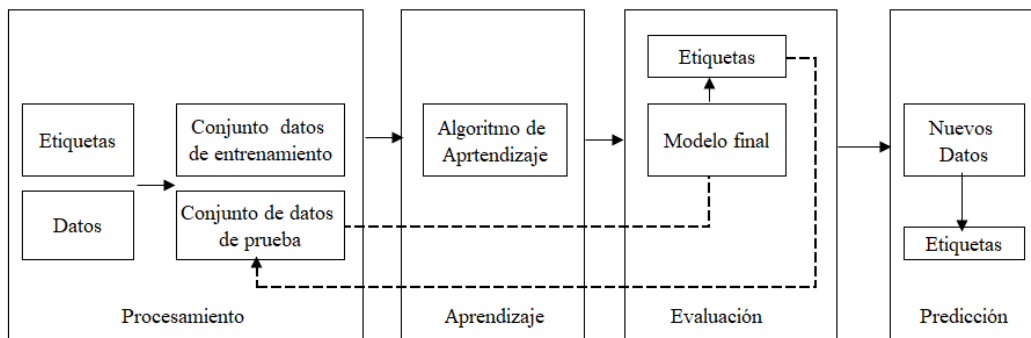 Etiquetas
Datos
Conjunto datos
de entrenamiento
Conjunto de datos
de prueba
Procesamiento
Algoritmo de
Aprtendizaje
Aprendizaje
Etiquetas
Modelo final
Evaluación
Nuevos
Datos
Etiquetas
Predicción